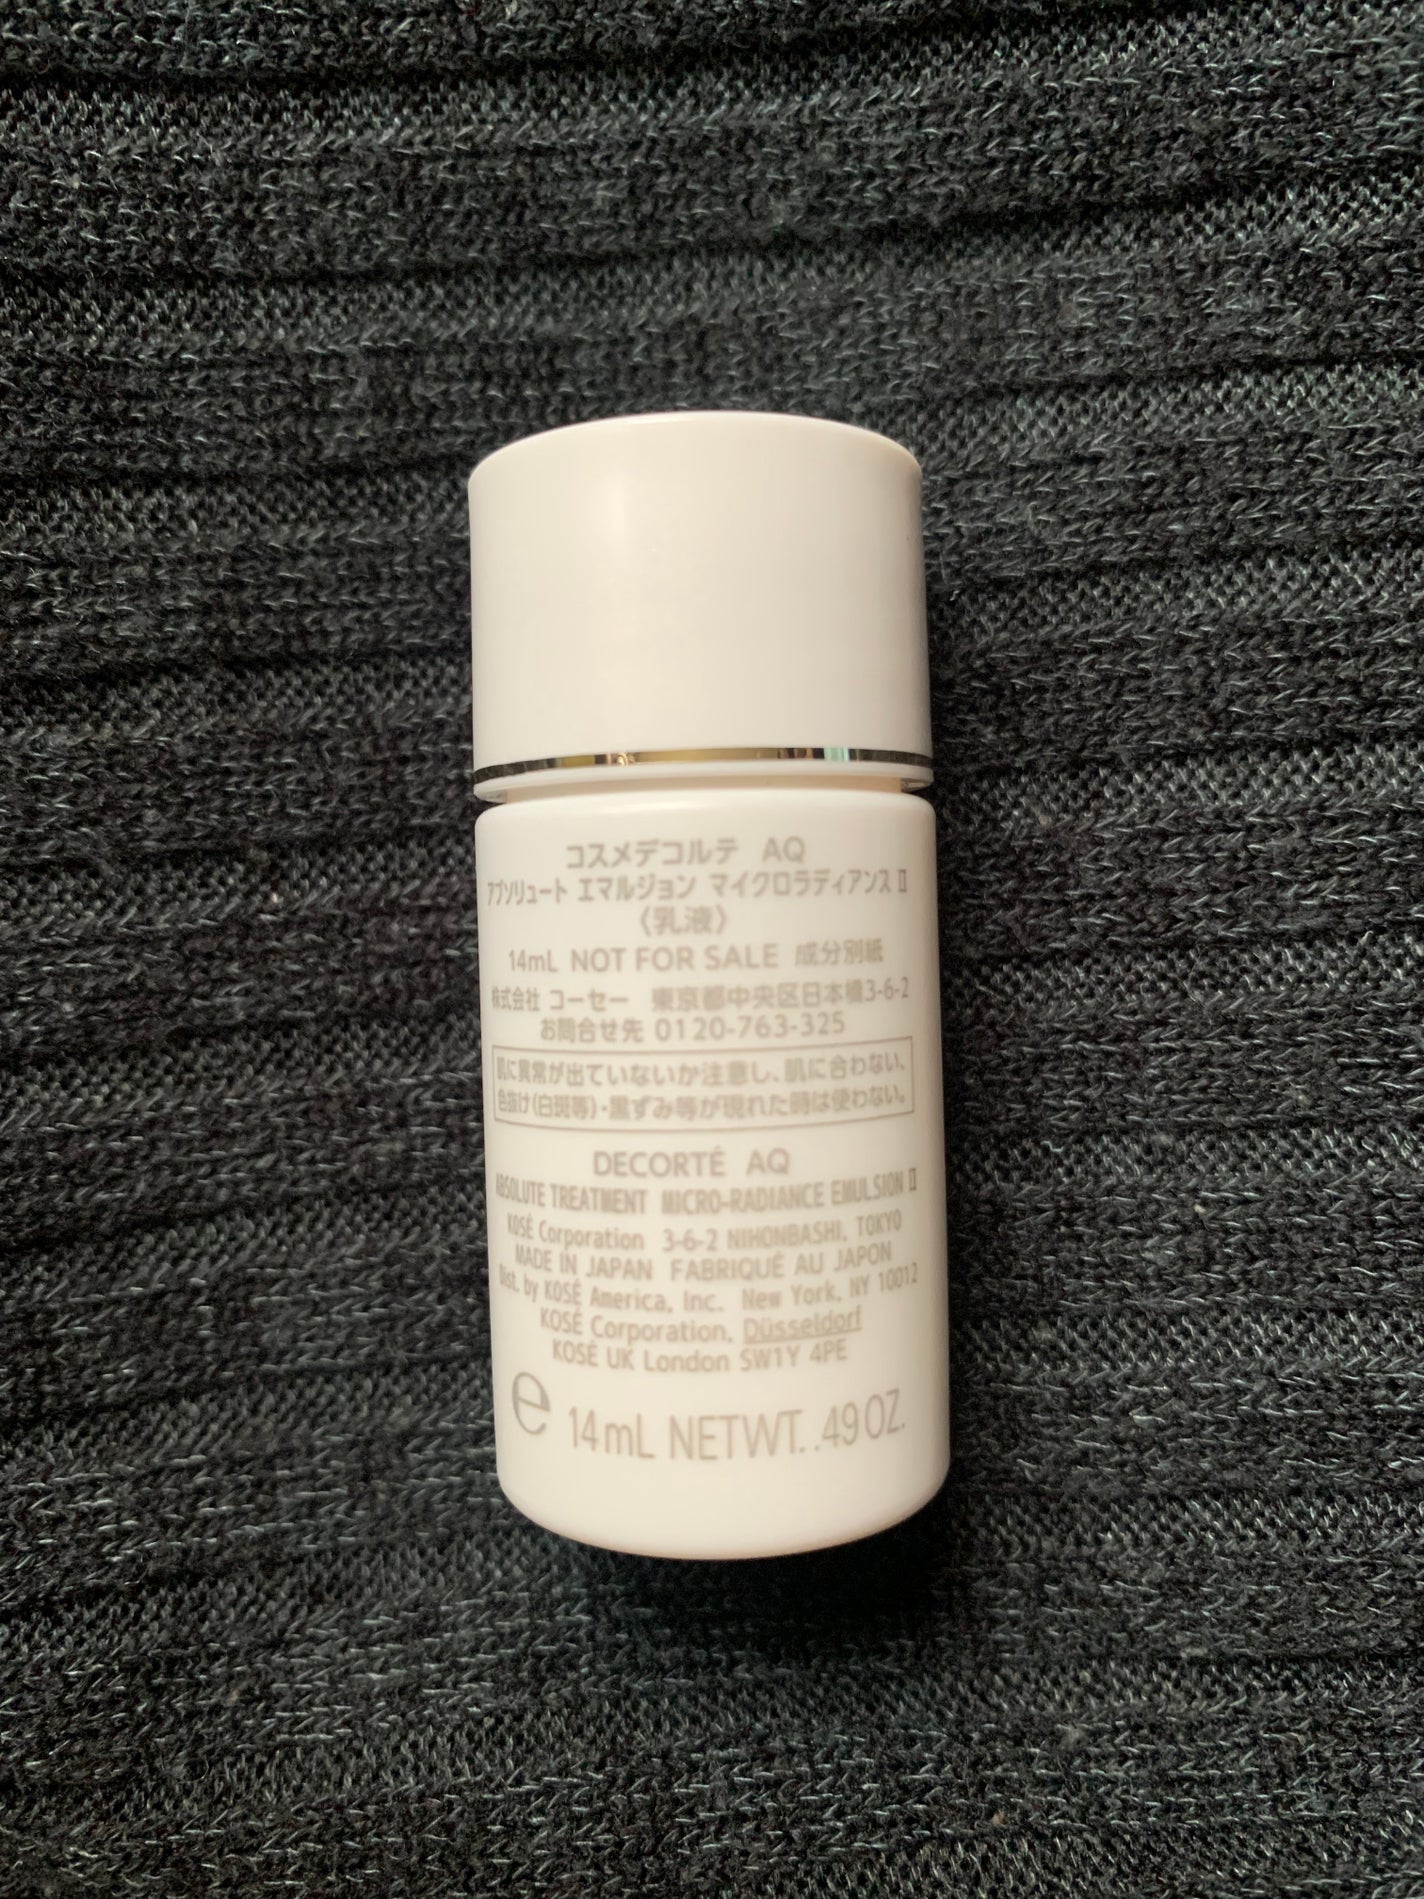 コスメデコルテ AQ
アブソリュート エマルジョン マイクロラディアンス Ⅱ
〈乳液〉
14mL NOT FOR SALE 成分別紙
株式会社 コーセー 東京都中央区日本橋3-6-2
お問合せ先 0120-763-325
肌に異常が出ていないか注意し、肌に合わない、
色抜け(白斑等)・黒ずみ等が現れた時は使わない。
DECORTÉ AQ
ABSOLUTE TREATMENT MICRO-RADIANCE EMULSION Ⅱ
KOSÉ Corporation 3-6-2 NIHONBASHI, TOKYO
MADE IN JAPAN FABRIQUÉ AU JAPON
Dist. by KOSÉ America, Inc. New York, NY 10012
KOSÉ Corporation, Düsseldorf
KOSÉ UK London SW1Y 4PE
℮ 14mL NETWT. .49 OZ.